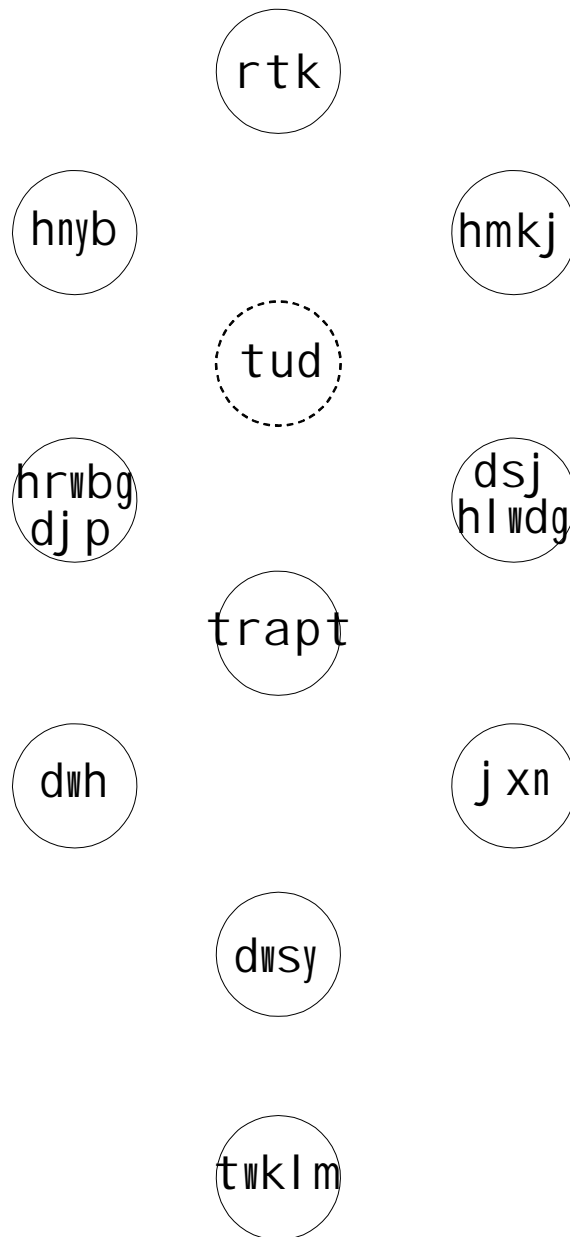 rtk
hnyb
hmkj
tud
hrwbg
djp
dsj
hlwdg
trapt
dwh
jxn
dwsy
twklm